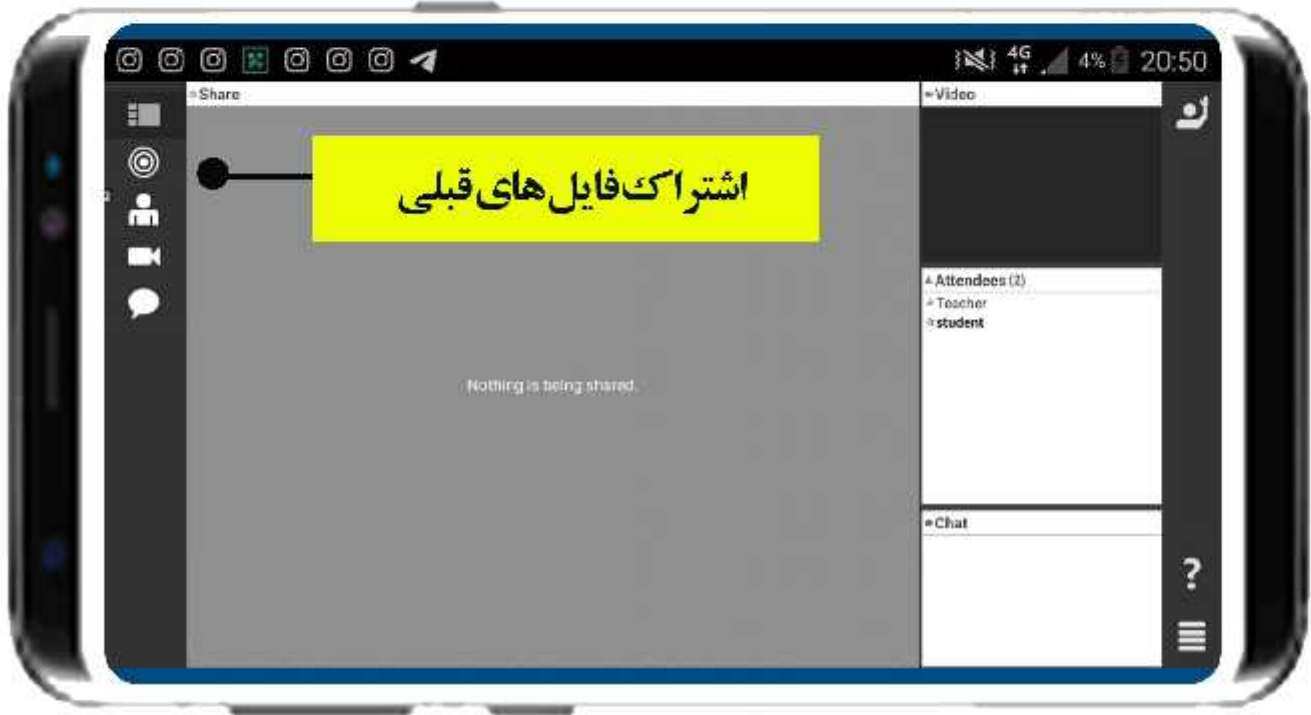 4G 4% 20:50
Share
Video
اشتراک فایل های قبلی
Attendees (2)
Teacher
student
Nothing is being shared.
Chat
?